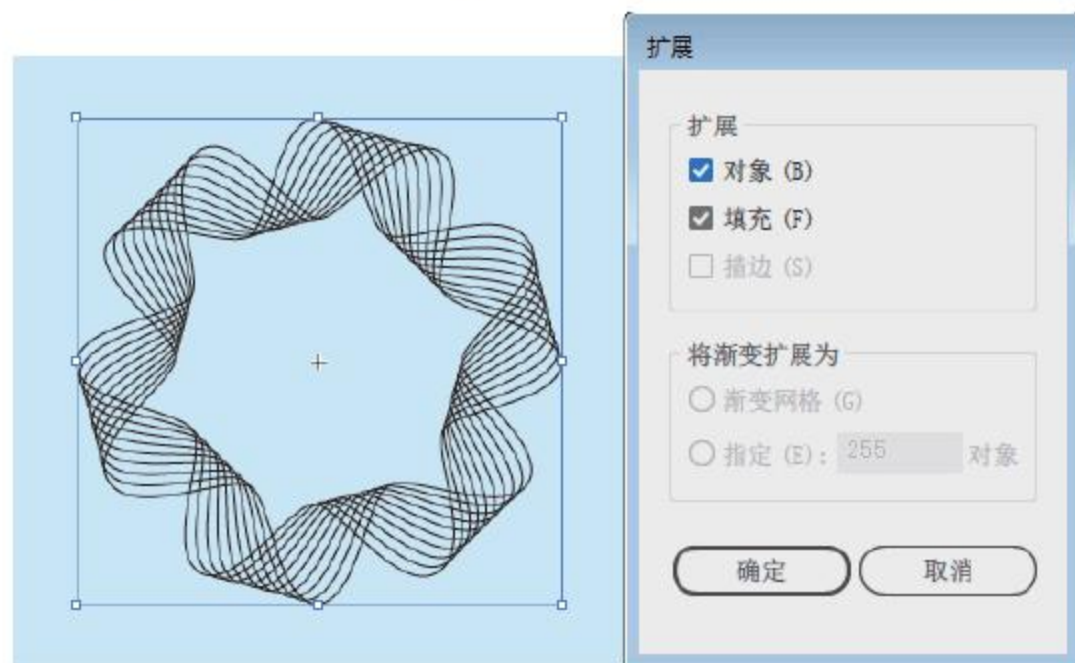 扩展
扩展
对象 (B)
填充 (F)
描边 (S)
将渐变扩展为
渐变网格 (G)
指定 (E): 255 对象
确定 取消